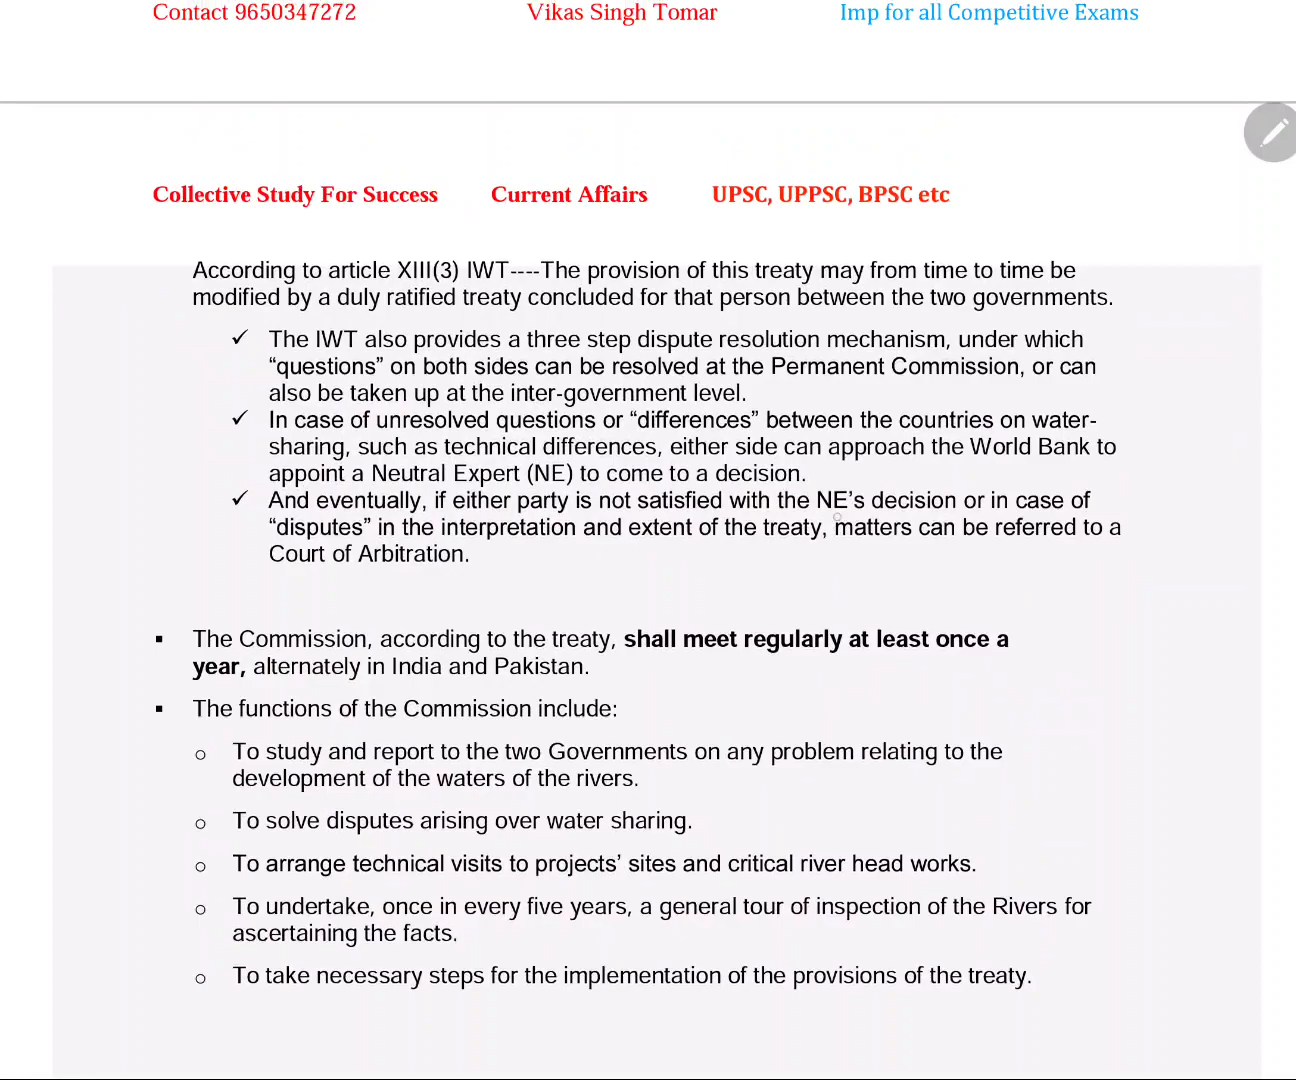 Contact 9650347272 Vikas Singh Tomar Imp for all Competitive Exams
Collective Study For Success Current Affairs UPSC, UPPSC, BPSC etc
According to article XIII(3) IWT----The provision of this treaty may from time to time be
modified by a duly ratified treaty concluded for that person between the two governments.
✓ The IWT also provides a three step dispute resolution mechanism, under which
“questions” on both sides can be resolved at the Permanent Commission, or can
also be taken up at the inter-government level.
✓ In case of unresolved questions or “differences” between the countries on water-
sharing, such as technical differences, either side can approach the World Bank to
appoint a Neutral Expert (NE) to come to a decision.
✓ And eventually, if either party is not satisfied with the NE’s decision or in case of
“disputes” in the interpretation and extent of the treaty, matters can be referred to a
Court of Arbitration.
▪ The Commission, according to the treaty, shall meet regularly at least once a
year, alternately in India and Pakistan.
▪ The functions of the Commission include:
o To study and report to the two Governments on any problem relating to the
development of the waters of the rivers.
o To solve disputes arising over water sharing.
o To arrange technical visits to projects’ sites and critical river head works.
o To undertake, once in every five years, a general tour of inspection of the Rivers for
ascertaining the facts.
o To take necessary steps for the implementation of the provisions of the treaty.